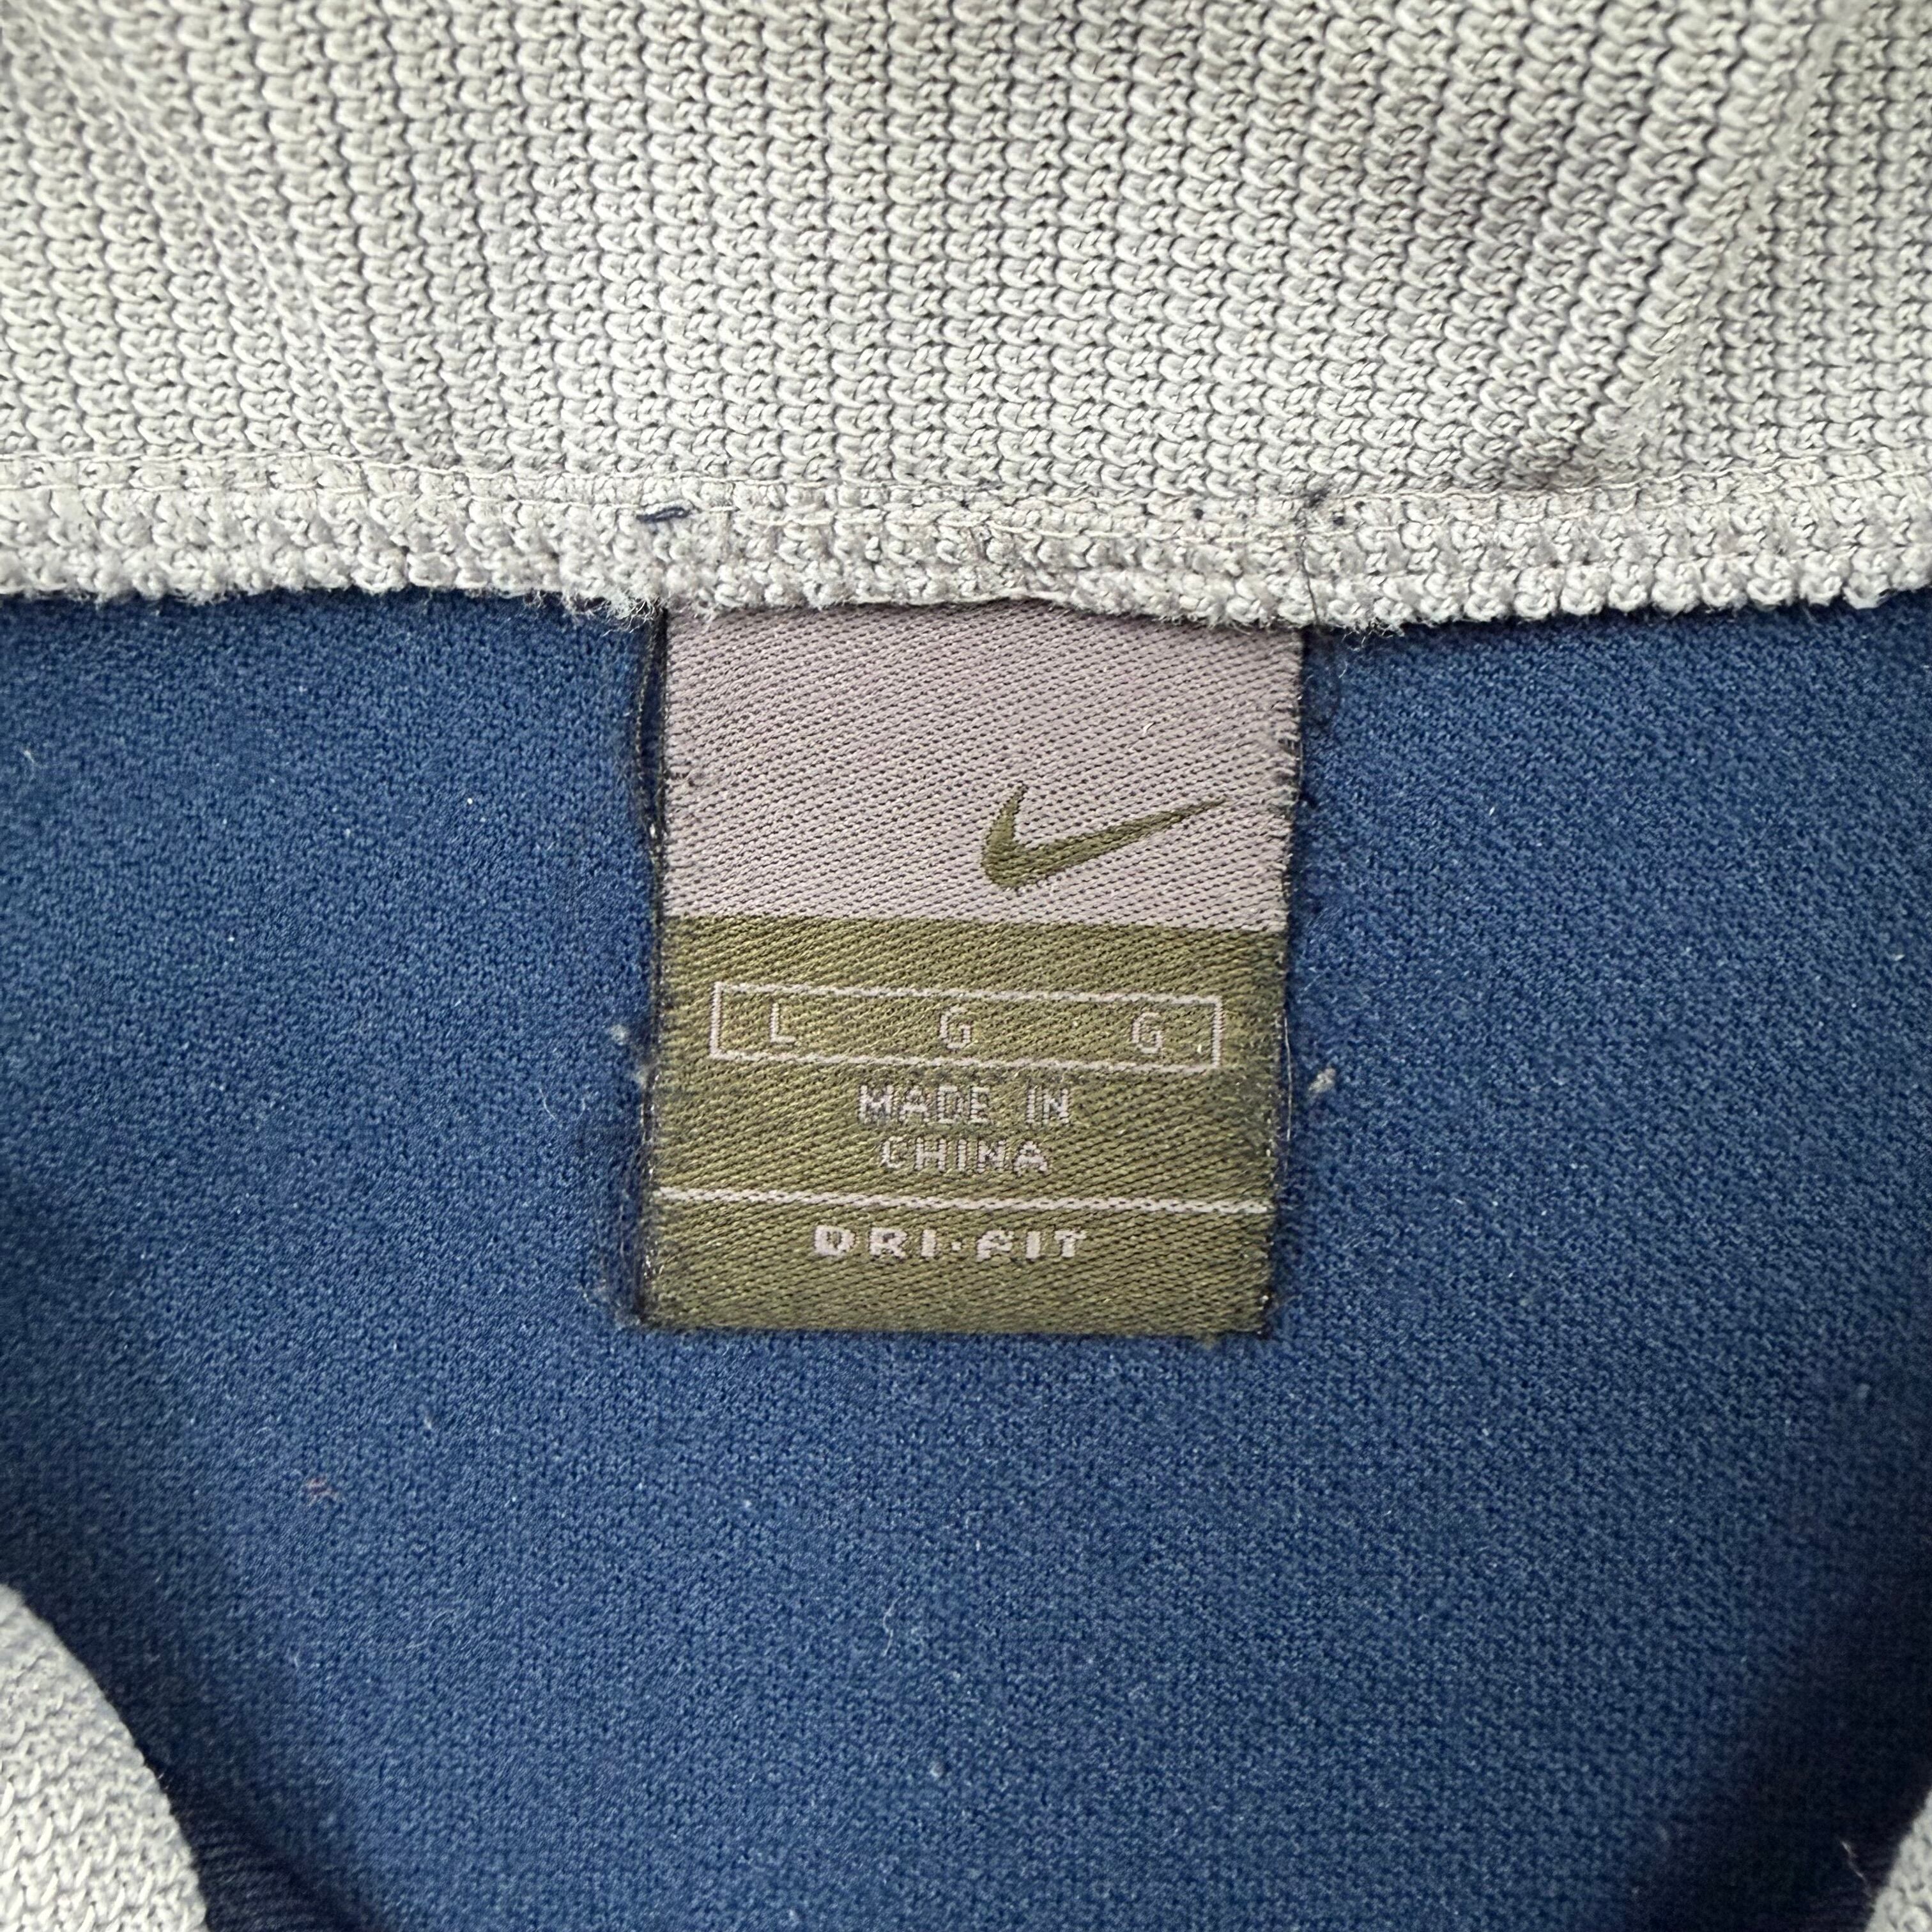 L G G
MADE IN
CHINA
DRI·FIT